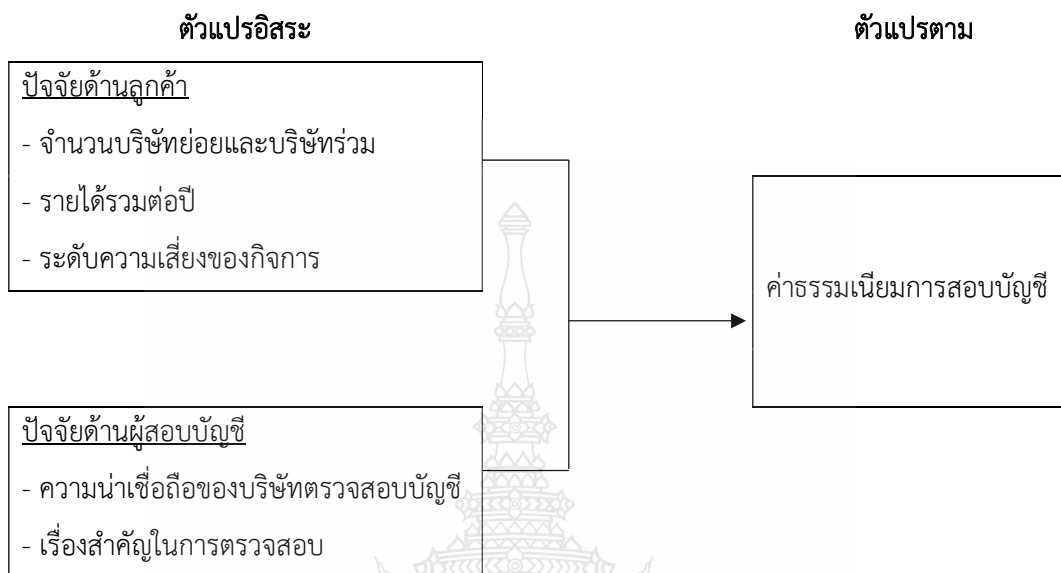 ตัวแปรอิสระ
ตัวแปรตาม
ปัจจัยด้านลูกค้า
- จำนวนบริษัทย่อยและบริษัทร่วม
- รายได้รวมต่อปี
- ระดับความเสี่ยงของกิจการ
ค่าธรรมเนียมการสอบบัญชี
ปัจจัยด้านผู้สอบบัญชี
- ความน่าเชื่อถือของบริษัทตรวจสอบบัญชี
- เรื่องสำคัญในการตรวจสอบ